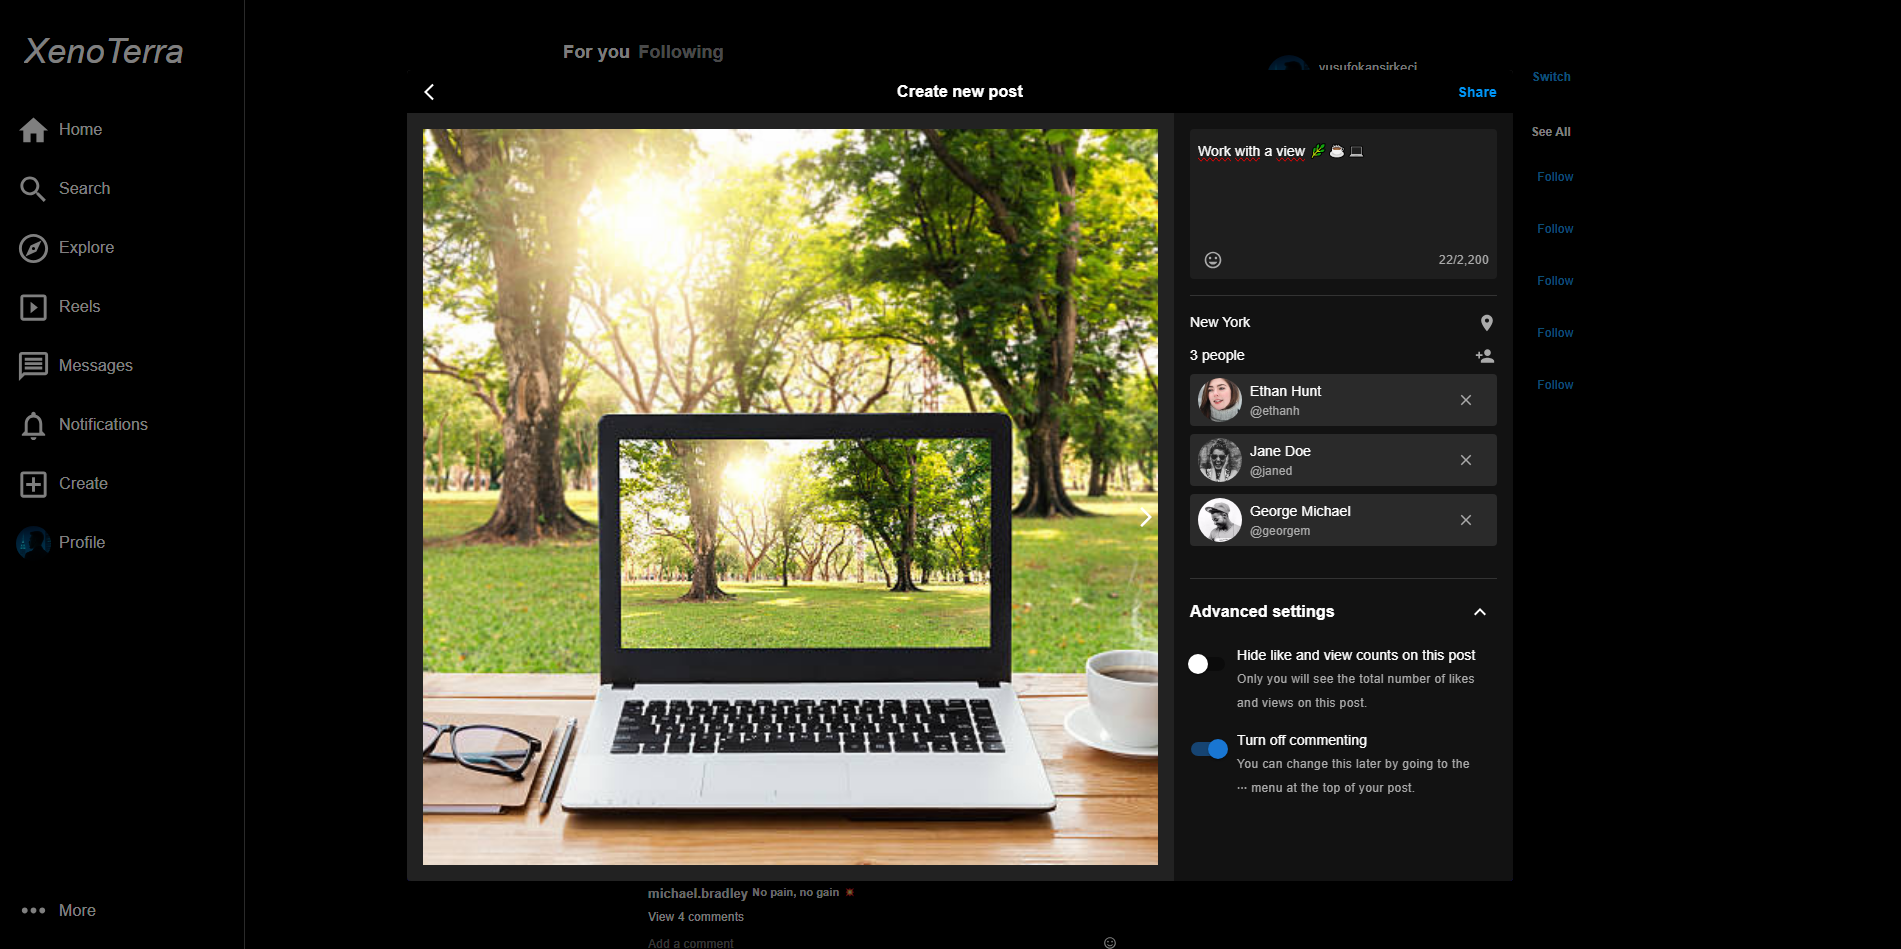 XenoTerra
Home
Search
Explore
Reels
Messages
Notifications
Create
Profile
More
For you Following
yusufokansirkeci
Switch
See All
Follow
Follow
Follow
Follow
Follow
Create new post
Share
Work with a view 🌿 ☕ 💻
22/2,200
New York
3 people
Ethan Hunt
@ethanh
Jane Doe
@janed
George Michael
@georgem
Advanced settings
Hide like and view counts on this post
Only you will see the total number of likes
and views on this post.
Turn off commenting
You can change this later by going to the
··· menu at the top of your post.
michael.bradley No pain, no gain
View 4 comments
Add a comment